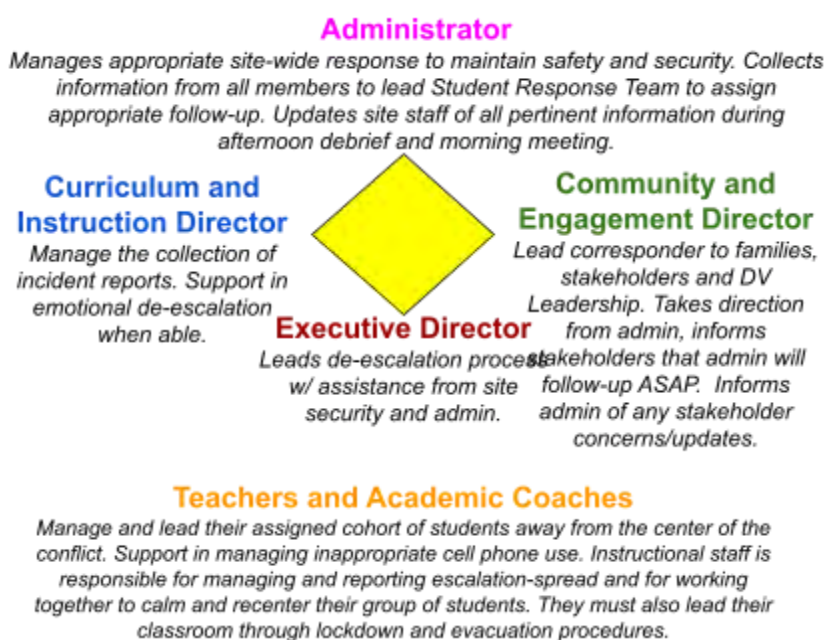 Administrator
Manages appropriate site-wide response to maintain safety and security. Collects
information from all members to lead Student Response Team to assign
appropriate follow-up. Updates site staff of all pertinent information during
afternoon debrief and morning meeting.
Curriculum and
Instruction Director
Manage the collection of
incident reports. Support in
emotional de-escalation
when able.
Community and
Engagement Director
Lead corresponder to families,
stakeholders and DV
Leadership. Takes direction
from admin, informs
stakeholders that admin will
follow-up ASAP. Informs
admin of any stakeholder
concerns/updates.
Executive Director
Leads de-escalation process
w/ assistance from site
security and admin.
Teachers and Academic Coaches
Manage and lead their assigned cohort of students away from the center of the
conflict. Support in managing inappropriate cell phone use. Instructional staff is
responsible for managing and reporting escalation-spread and for working
together to calm and recenter their group of students. They must also lead their
classroom through lockdown and evacuation procedures.